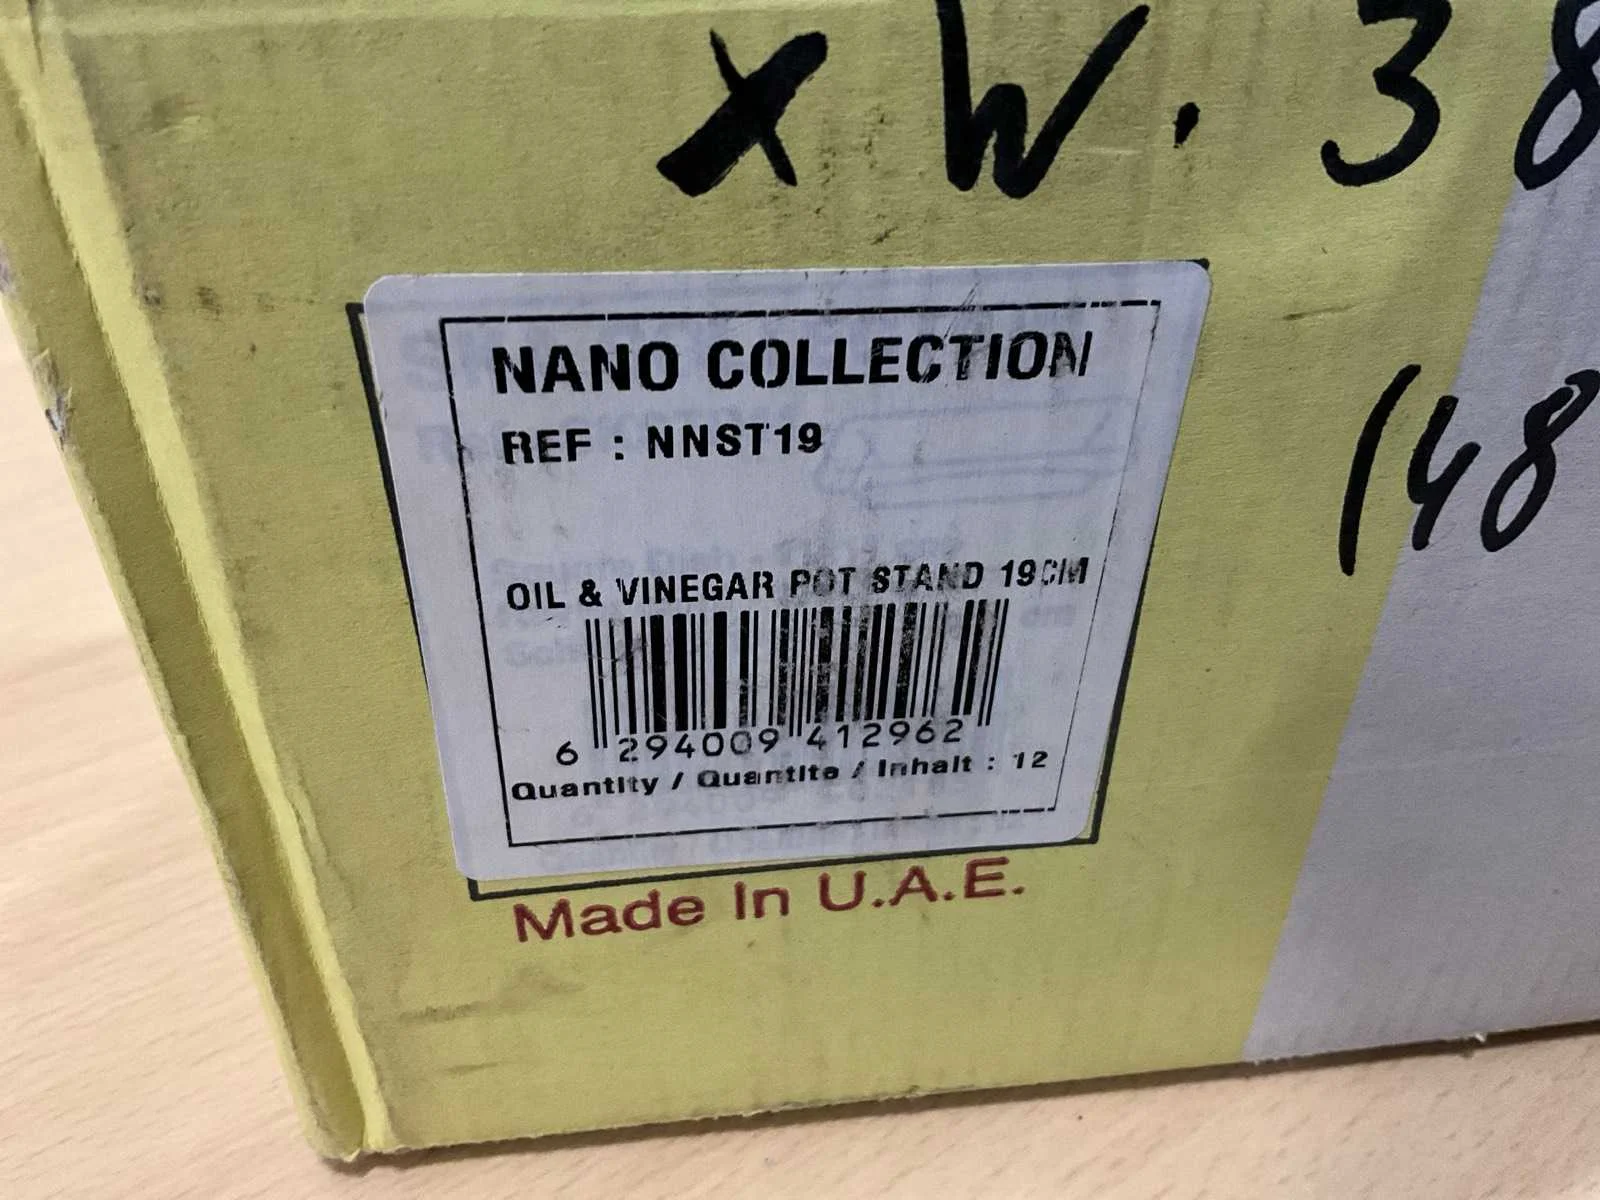 x W. 38
NANO COLLECTION
REF : NNST19
(48
OIL & VINEGAR POT STAND 19CM
6 294009 412962
Quantity / Quantite / Inhalt : 12
Made In U.A.E.